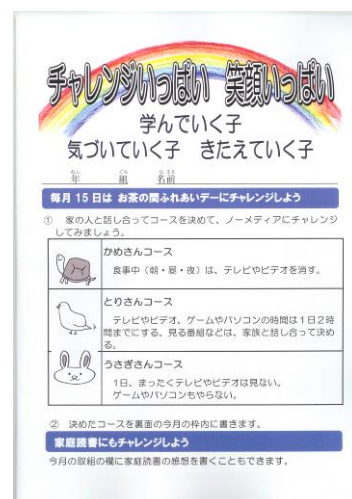 チャレンジいっぱい 笑顔いっぱい
学んでいく子
気づいていく子 きたえていく子
年 組 名前
毎月 15 日は お茶の間ふれあいデーにチャレンジしよう
① 家の人と話し合ってコースを決めて、ノーメディアにチャレンジ
してみましょう。
かめさんコース
食事中（朝・昼・夜）は、テレビやビデオを消す。
とりさんコース
テレビやビデオ、ゲームやパソコンの時間は1日2時
間までにする。見る番組などは、家族と話し合って決め
る。
うさぎさんコース
1日、まったくテレビやビデオは見ない。
ゲームやパソコンもやらない。
② 決めたコースを裏面の今月の枠内に書きます。
家庭読書にもチャレンジしよう
今月の取組の欄に家庭読書の感想を書くこともできます。